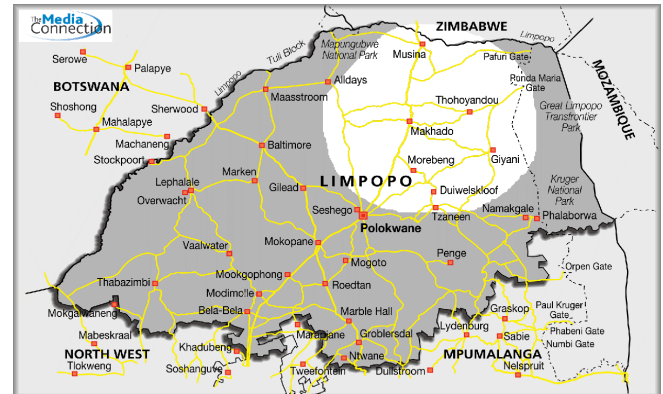 The Media
Connection
ZIMBABWE
Limpopo
Mapungubwe
National Park
Musina
Tuli Block
Serowe
Palapye
Pafuri Gate
BOTSWANA
Limpopo
Alldays
Punda Maria
Gate
MOZAMBIQUE
Shoshong
Sherwood
Maasstroom
Thohoyandou
Great Limpopo
Transfrontier
Park
Mahalapye
Makhado
Machaneng
Baltimore
Stockpoort
Morebeng
Giyani
Marken
Kruger
National
Park
Lephalale
Gilead
LIMPOPO
Duiwelskloof
Overwacht
Seshego
Tzaneen
Namakgale
Phalaborwa
Polokwane
Vaalwater
Mokopane
Mogoto
Penge
Orpen Gate
Mookgophong
Thabazimbi
Roedtan
Modimolle
Mokgalwaneng
Bela-Bela
Marble Hall
Graskop
Paul Kruger
Gate
Mabeskraal
Marapjane
Groblersdal
Lydenburg
Sabie
Phabeni Gate
Numbi Gate
NORTH WEST
Khadubeng
Ntwane
MPUMALANGA
Tlokweng
Soshanguve
Tweefontein
Dullstroom
Nelspruit